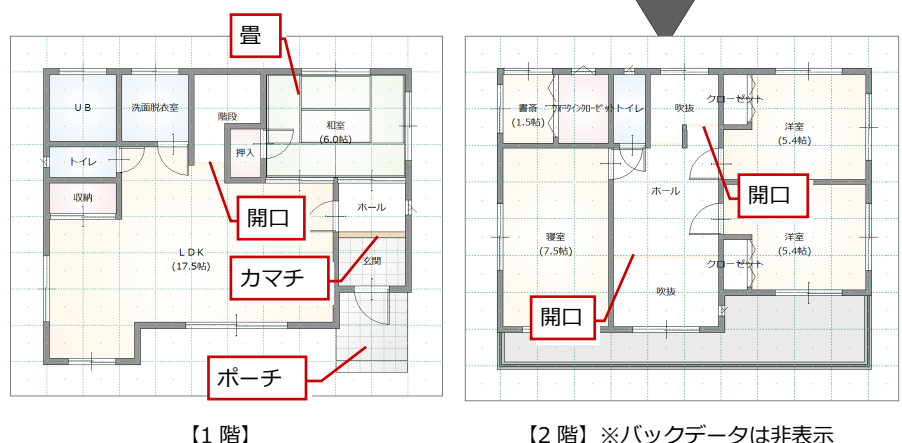 畳
ＵＢ
洗面脱衣室
階段
和室
(6.0帖)
押入
トイレ
収納
開口
ホール
ＬＤＫ
(17.5帖)
カマチ
玄関
ポーチ
【1 階】
書斎
(1.5帖)
ウォークインクローゼット
トイレ
吹抜
クローゼット
洋室
(5.4帖)
開口
ホール
寝室
(7.5帖)
洋室
(5.4帖)
クローゼット
吹抜
開口
【2 階】※バックデータは非表示